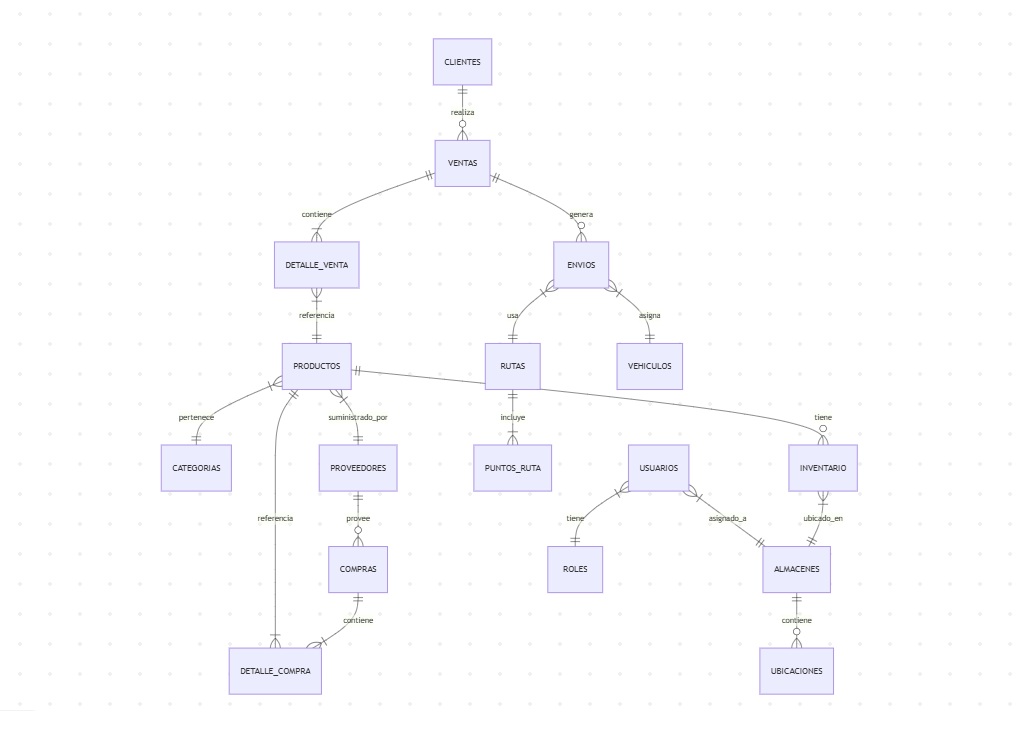 CLIENTES
realiza
VENTAS
contiene
genera
DETALLE_VENTA
ENVIOS
referencia
usa
asigna
PRODUCTOS
RUTAS
VEHICULOS
pertenece
suministrado_por
incluye
tiene
CATEGORIAS
PROVEEDORES
PUNTOS_RUTA
USUARIOS
INVENTARIO
referencia
provee
tiene
asignado_a
ubicado_en
COMPRAS
ROLES
ALMACENES
contiene
contiene
DETALLE_COMPRA
UBICACIONES